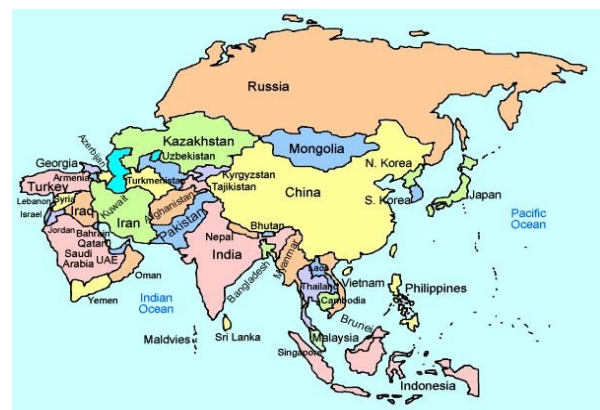 Russia
Kazakhstan
Mongolia
Uzbekistan
Azerbijan
Georgia
Armenia
Turkey
Turkmenistan
Kyrgyzstan
Tajikistan
N. Korea
China
S. Korea
Japan
Pacific
Ocean
Lebanon
Syria
Israel
Iraq
Kuwait
Iran
Afghanistan
Pakistan
Jordan
Bahrain
Qatar
Saudi
Arabia
UAE
Oman
Yemen
Nepal
Bhutan
India
Bangladesh
Myanmar
Laos
Thailand
Vietnam
Cambodia
Philippines
Indian
Ocean
Maldvies
Sri Lanka
Brunei
Malaysia
Singapore
Indonesia